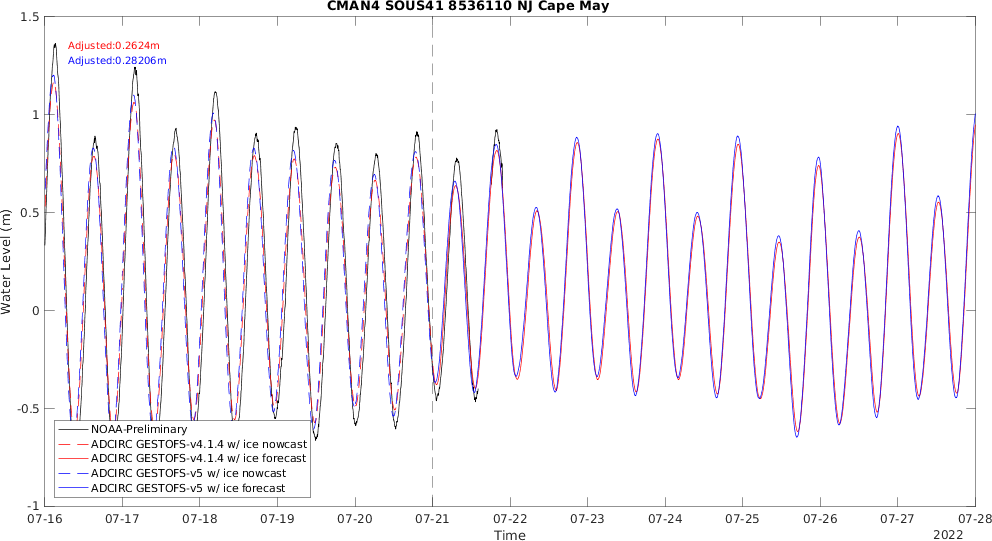 CMAN4 SOUS41 8536110 NJ Cape May
Adjusted:0.2624m
Adjusted:0.28206m
1.5
1
0.5
0
-0.5
-1
Water Level (m)
NOAA-Preliminary
ADCIRC GESTOFS-v4.1.4 w/ ice nowcast
ADCIRC GESTOFS-v4.1.4 w/ ice forecast
ADCIRC GESTOFS-v5 w/ ice nowcast
ADCIRC GESTOFS-v5 w/ ice forecast
07-16 07-17 07-18 07-19 07-20 07-21 07-22 07-23 07-24 07-25 07-26 07-27 07-28
Time
2022